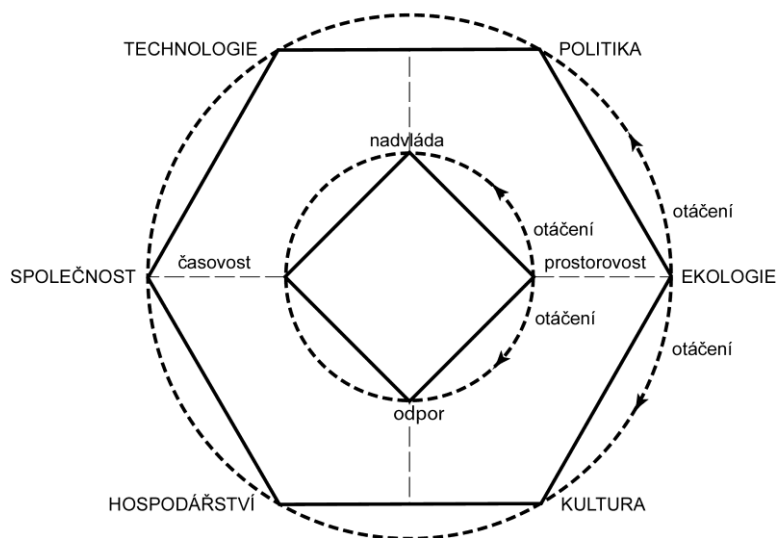 TECHNOLOGIE
POLITIKA
nadvláda
otáčení
otáčení
SPOLEČNOST
časovost
prostorovost
EKOLOGIE
otáčení
otáčení
odpor
HOSPODÁŘSTVÍ
KULTURA